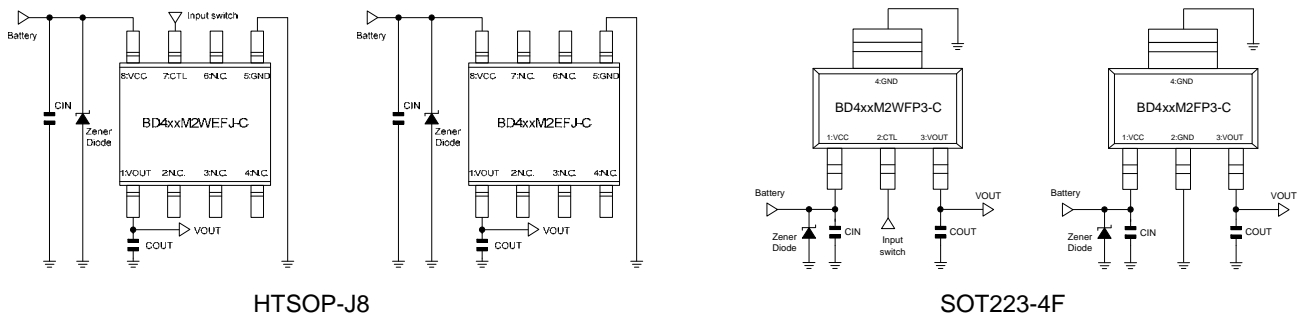 Input switch
Battery
8:VCC 7:CTL 6:N.C. 5:GND
CIN
BD4xxM2WEFJ-C
Zener
Diode
1:VOUT 2:N.C. 3:N.C. 4:N.C.
VOUT
COUT
Battery
8:VCC 7:N.C. 6:N.C. 5:GND
CIN
BD4xxM2EFJ-C
Zener
Diode
1:VOUT 2:N.C. 3:N.C. 4:N.C.
VOUT
COUT
HTSOP-J8
4:GND
BD4xxM2WFP3-C
1:VCC 2:CTL 3:VOUT
Battery
VOUT
Zener
Diode
CIN
Input
switch
COUT
4:GND
BD4xxM2FP3-C
1:VCC 2:GND 3:VOUT
Battery
VOUT
Zener
Diode
CIN
COUT
SOT223-4F